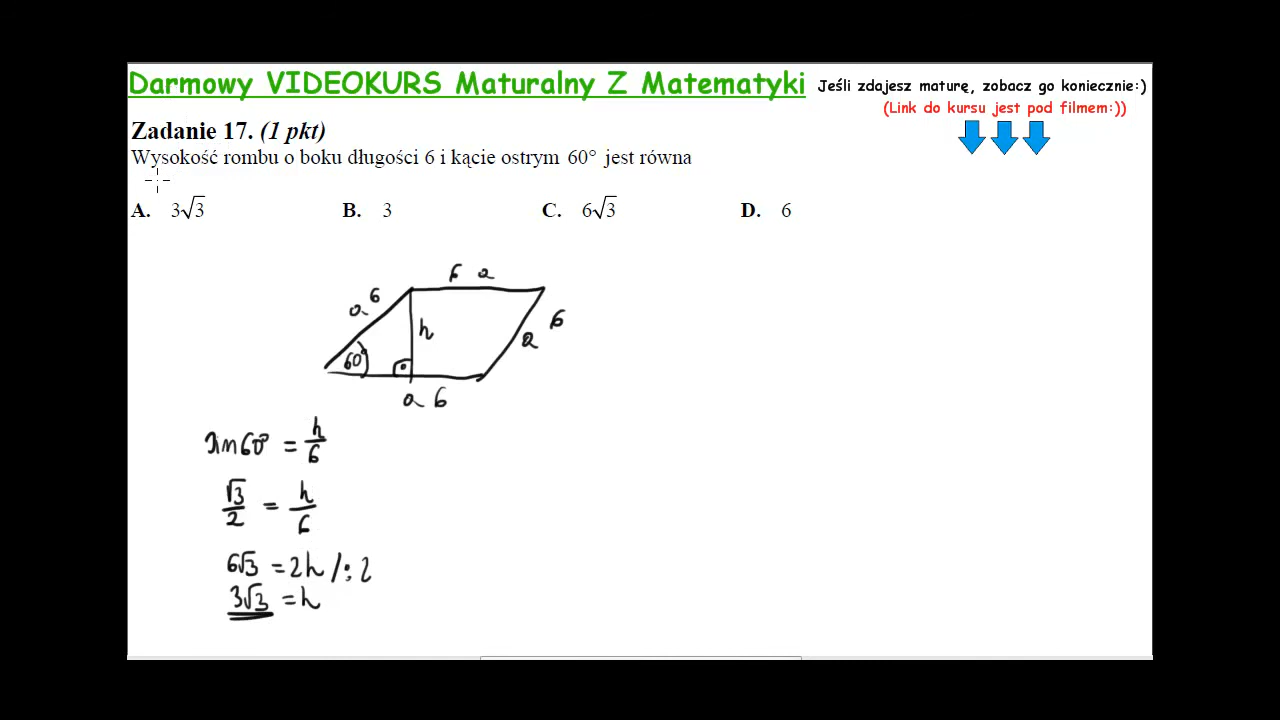 Darmowy VIDEOKURS Maturalny Z Matematyki
Jeśli zdajesz maturę, zobacz go koniecznie:)
(Link do kursu jest pod filmem:))
Zadanie 17. (1 pkt)
Wysokość rombu o boku długości 6 i kącie ostrym 60° jest równa
A. 3√3 B. 3 C. 6√3 D. 6
6 a
a 6
h
a 6
60°
a 6
sin60° = h/6
√3/2 = h/6
6√3 = 2h /:2
3√3 = h